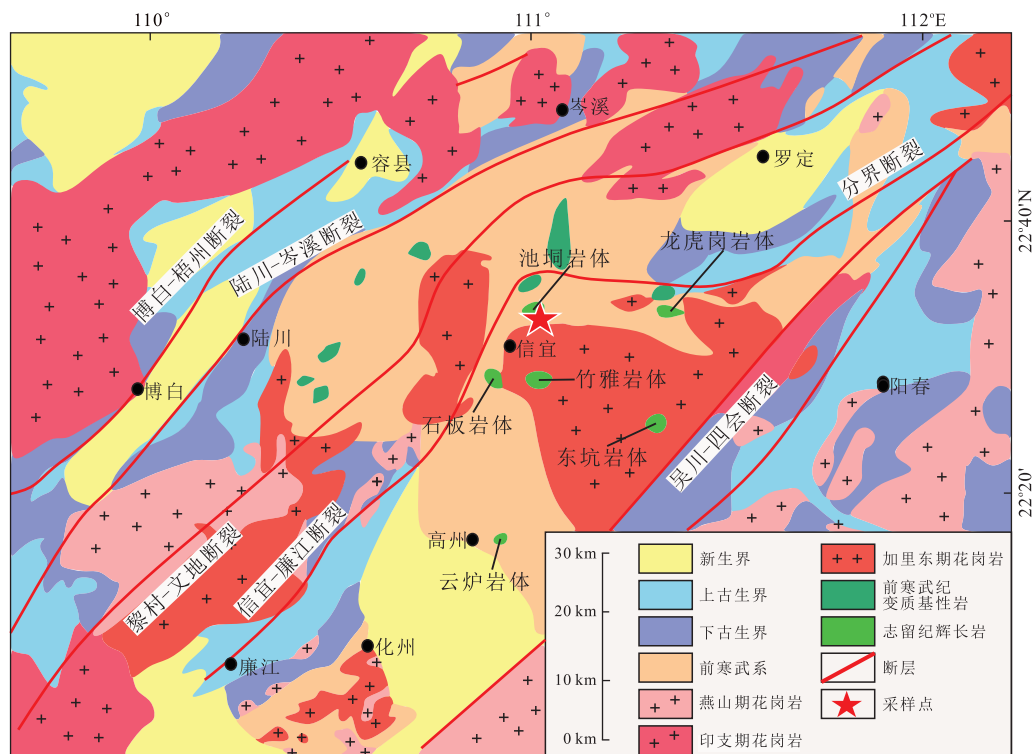 110°
111°
112°E
22°40′N
22°20′
岑溪
容县
罗定
分界断裂
博白-梧州断裂
陆川-岑溪断裂
龙虎岗岩体
池垌岩体
陆川
信宜
竹雅岩体
博白
阳春
石板岩体
东坑岩体
吴川-四会断裂
高州
云炉岩体
黎村-文地断裂
信宜-廉江断裂
化州
廉江
30 km
20 km
10 km
0 km
新生界
上古生界
下古生界
前寒武系
燕山期花岗岩
印支期花岗岩
加里东期花岗岩
前寒武纪
变质基性岩
志留纪辉长岩
断层
采样点